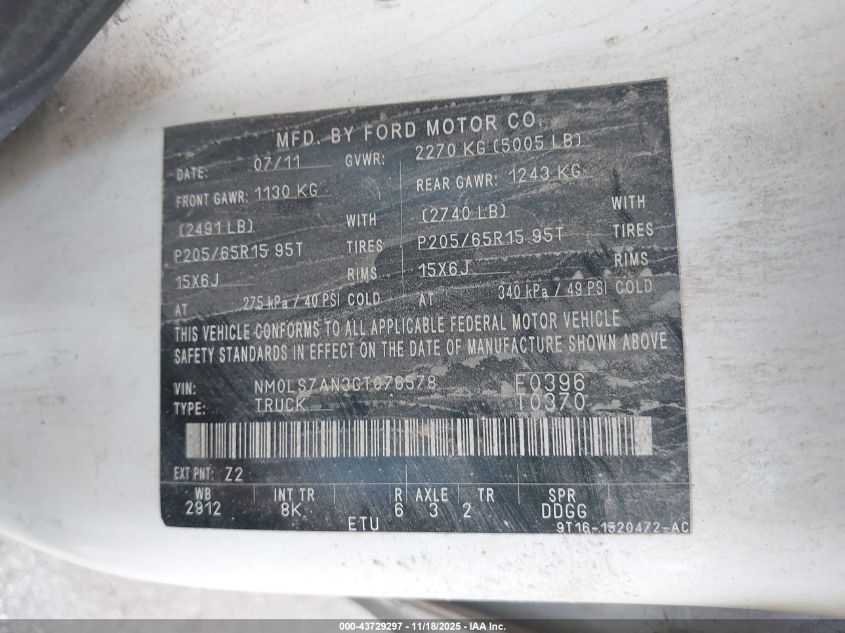 MFD. BY FORD MOTOR CO.
DATE: 07/11 GVWR: 2270 KG (5005 LB)
FRONT GAWR: 1130 KG REAR GAWR: 1243 KG
(2491 LB) WITH (2740 LB) WITH
P205/65R15 95T TIRES P205/65R15 95T TIRES
15X6J RIMS 15X6J RIMS
AT 275 kPa / 40 PSI COLD AT 340 kPa / 49 PSI COLD
THIS VEHICLE CONFORMS TO ALL APPLICABLE FEDERAL MOTOR VEHICLE
SAFETY STANDARDS IN EFFECT ON THE DATE OF MANUFACTURE SHOWN ABOVE
VIN: NM0LS7AN3CT076578 F0396
TYPE: TRUCK T0370
EXT PNT: Z2
WB INT TR R AXLE TR SPR
2912 8K 6 3 2 DDGG
ETU 9T16-1520472-AC
000-43729297 - 11/18/2025 - IAA Inc.